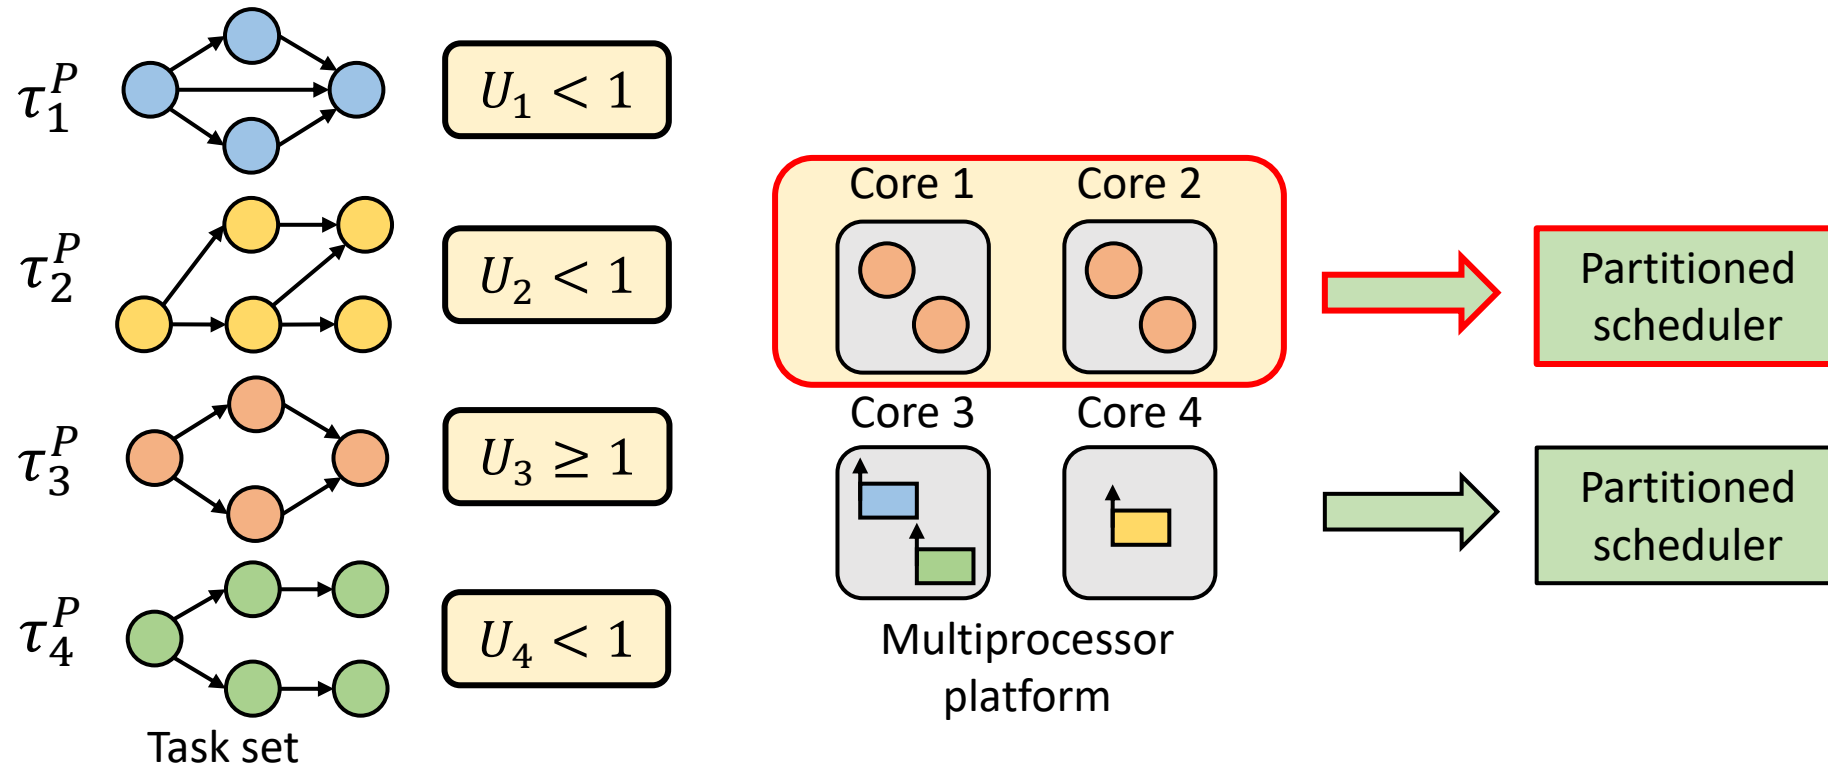 τ₁ᴾ
U₁ < 1
τ₂ᴾ
U₂ < 1
τ₃ᴾ
U₃ ≥ 1
τ₄ᴾ
U₄ < 1
Task set
Core 1
Core 2
Core 3
Core 4
Multiprocessor
platform
Partitioned
scheduler
Partitioned
scheduler